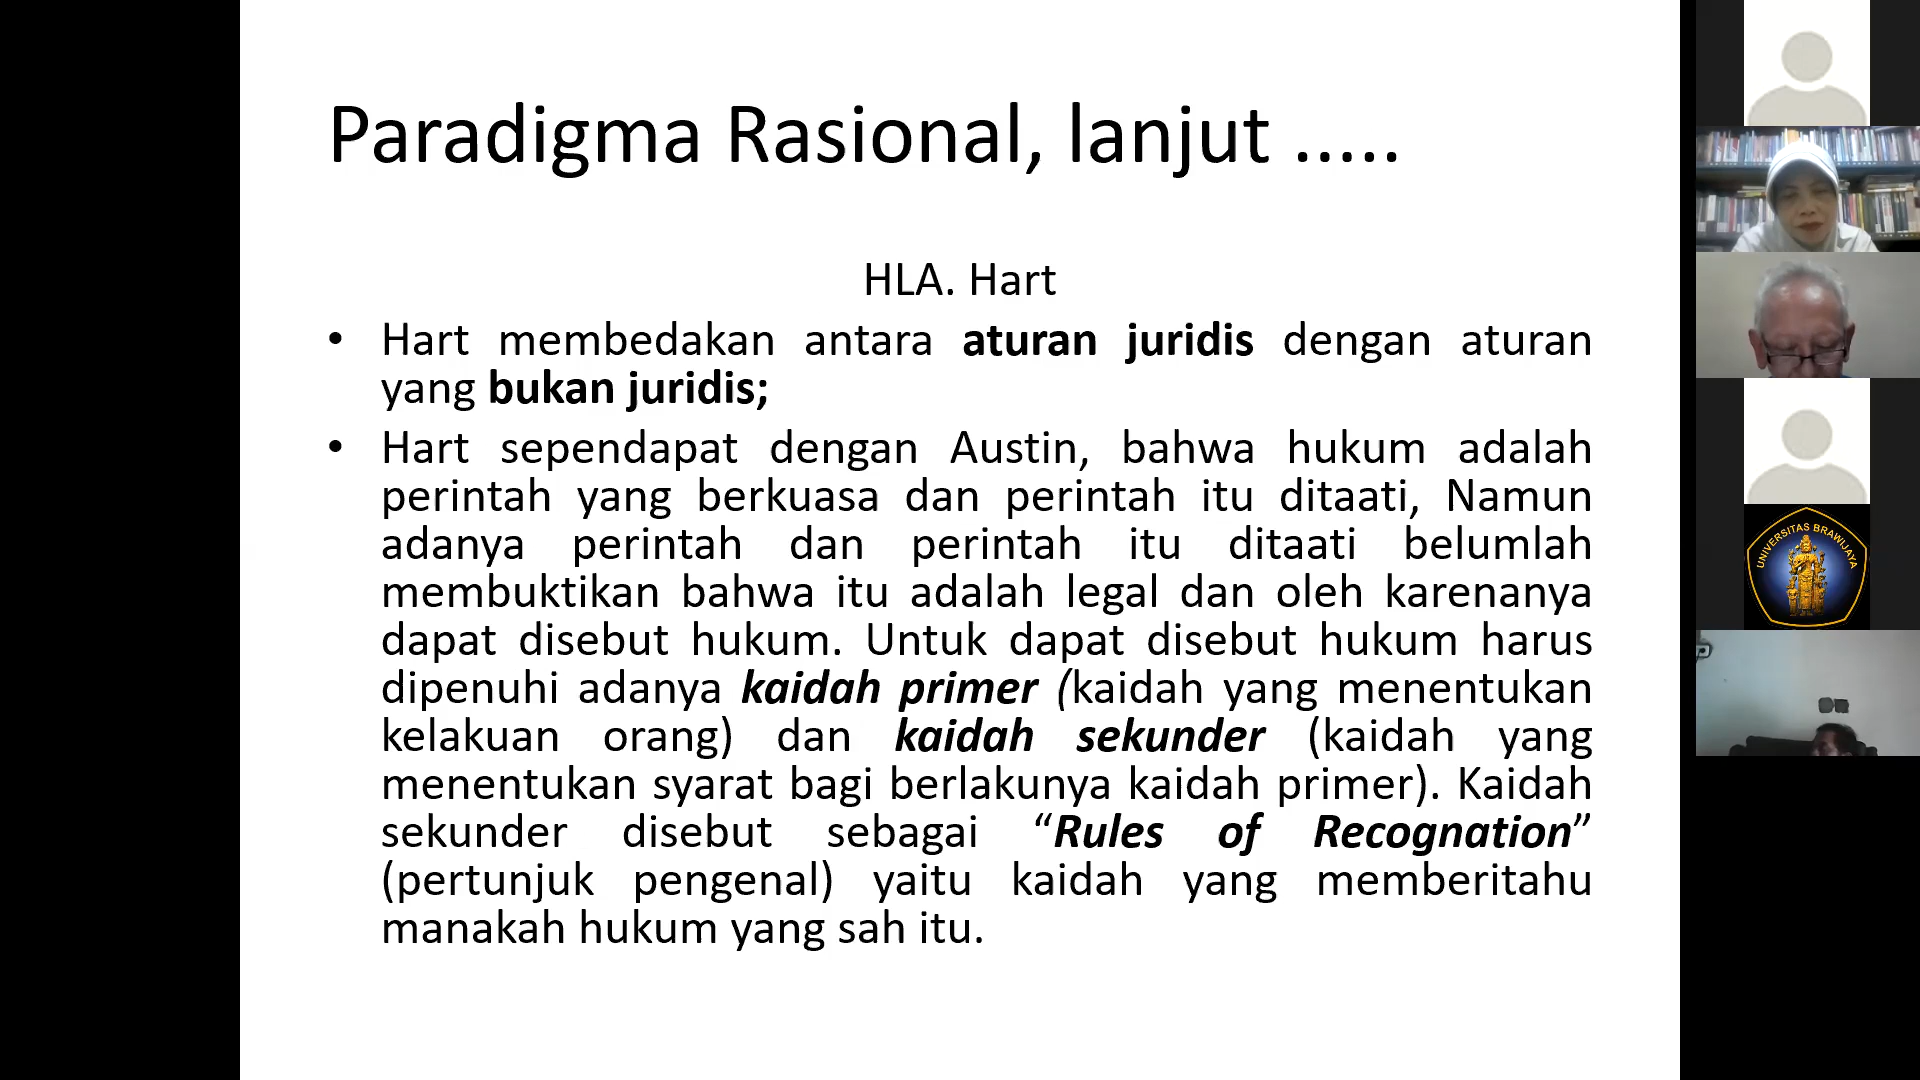 Paradigma Rasional, lanjut .....
HLA. Hart
• Hart membedakan antara aturan juridis dengan aturan
yang bukan juridis;
• Hart sependapat dengan Austin, bahwa hukum adalah
perintah yang berkuasa dan perintah itu ditaati, Namun
adanya perintah dan perintah itu ditaati belumlah
membuktikan bahwa itu adalah legal dan oleh karenanya
dapat disebut hukum. Untuk dapat disebut hukum harus
dipenuhi adanya kaidah primer (kaidah yang menentukan
kelakuan orang) dan kaidah sekunder (kaidah yang
menentukan syarat bagi berlakunya kaidah primer). Kaidah
sekunder disebut sebagai “Rules of Recognation”
(pertunjuk pengenal) yaitu kaidah yang memberitahu
manakah hukum yang sah itu.
UNIVERSITAS BRAWIJAYA